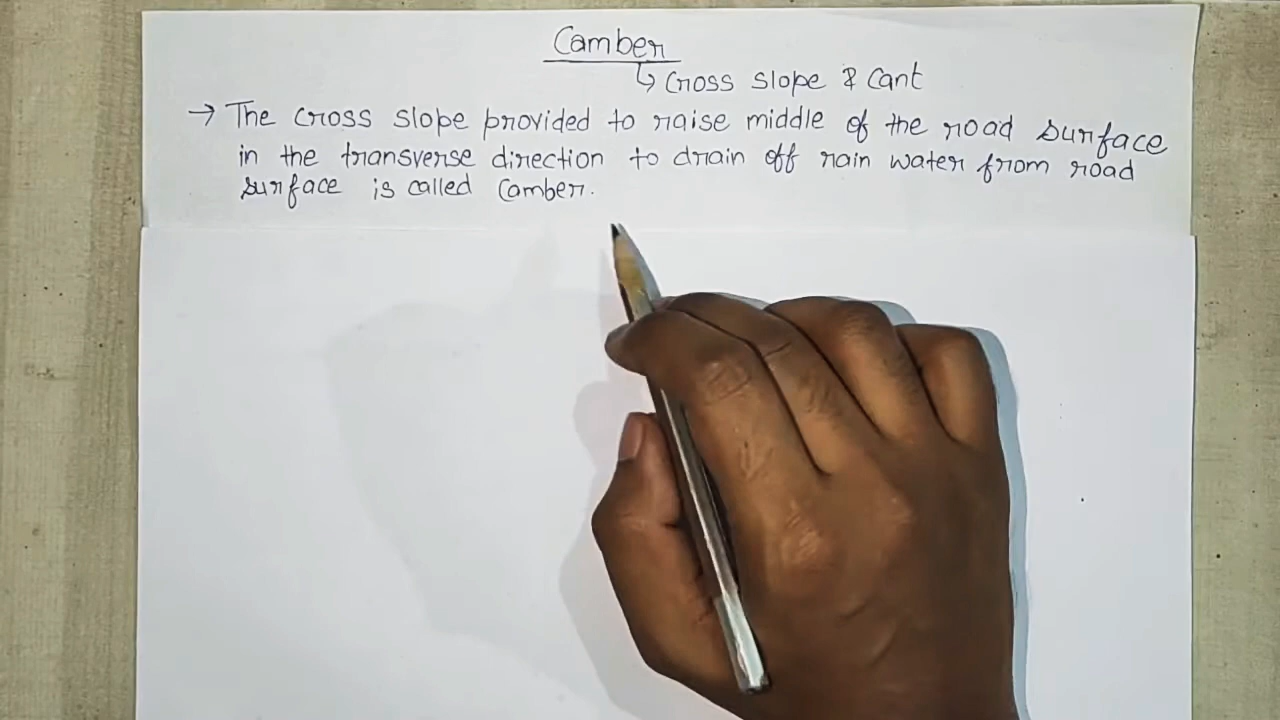 Camber
↳ Cross slope & Cant
→ The cross slope provided to raise middle of the road surface
in the transverse direction to drain off rain water from road
surface is called Camber.